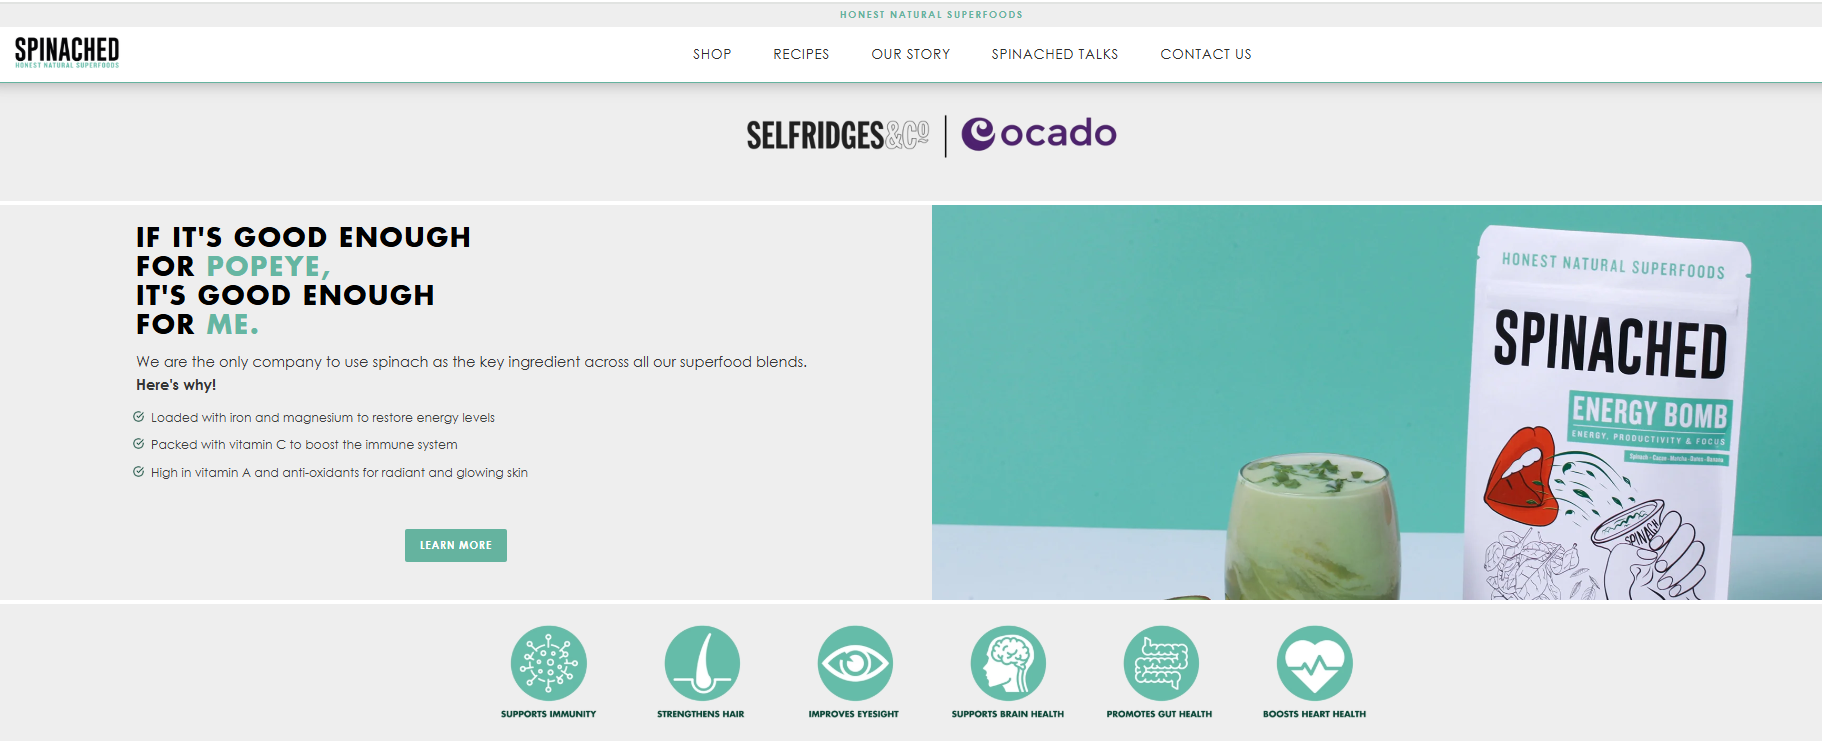 HONEST NATURAL SUPERFOODS
SPINACHED
HONEST NATURAL SUPERFOODS
SHOP
RECIPES
OUR STORY
SPINACHED TALKS
CONTACT US
SELFRIDGES&CO
ocado
IF IT'S GOOD ENOUGH
FOR POPEYE,
IT'S GOOD ENOUGH
FOR ME.
We are the only company to use spinach as the key ingredient across all our superfood blends.
Here's why!
Loaded with iron and magnesium to restore energy levels
Packed with vitamin C to boost the immune system
High in vitamin A and anti-oxidants for radiant and glowing skin
LEARN MORE
HONEST NATURAL SUPERFOODS
SPINACHED
ENERGY BOMB
ENERGY, PRODUCTIVITY & FOCUS
Spinach - Cacao - Matcha - Dates - Banana
SPINACH
SUPPORTS IMMUNITY
STRENGTHENS HAIR
IMPROVES EYESIGHT
SUPPORTS BRAIN HEALTH
PROMOTES GUT HEALTH
BOOSTS HEART HEALTH